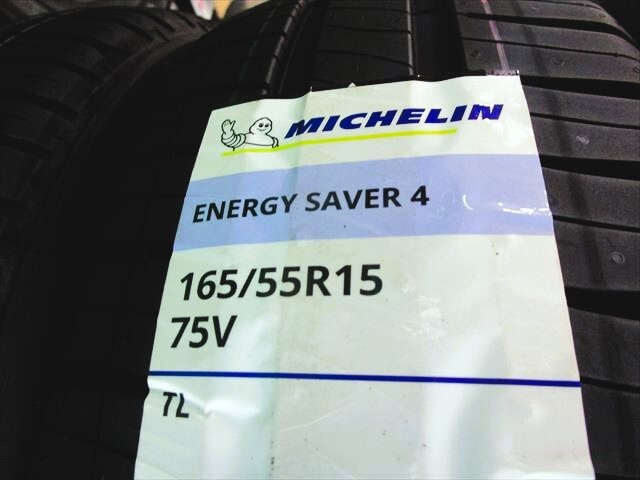 MICHELIN
ENERGY SAVER 4
165/55R15
75V
TL